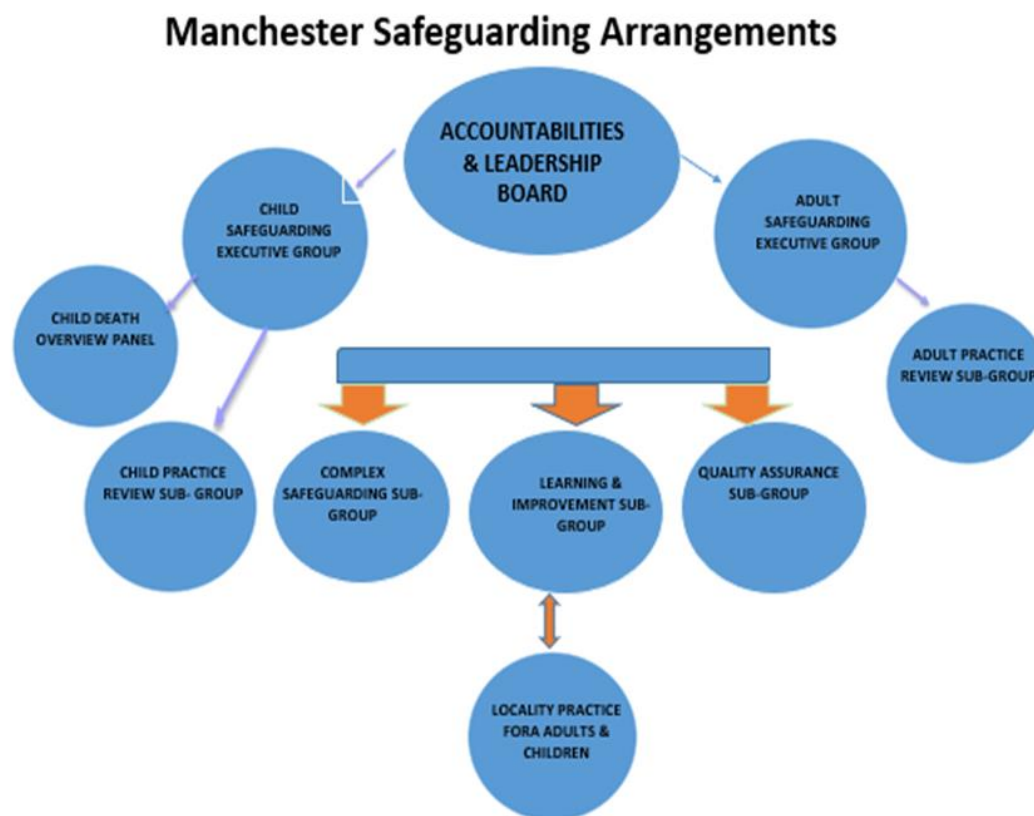 Manchester Safeguarding Arrangements
ACCOUNTABILITIES
& LEADERSHIP
BOARD
CHILD
SAFEGUARDING
EXECUTIVE GROUP
ADULT
SAFEGUARDING
EXECUTIVE GROUP
CHILD DEATH
OVERVIEW PANEL
ADULT PRACTICE
REVIEW SUB-GROUP
CHILD PRACTICE
REVIEW SUB- GROUP
COMPLEX
SAFEGUARDING SUB-
GROUP
LEARNING &
IMPROVEMENT SUB-
GROUP
QUALITY ASSURANCE
SUB-GROUP
LOCALITY PRACTICE
FORA ADULTS &
CHILDREN